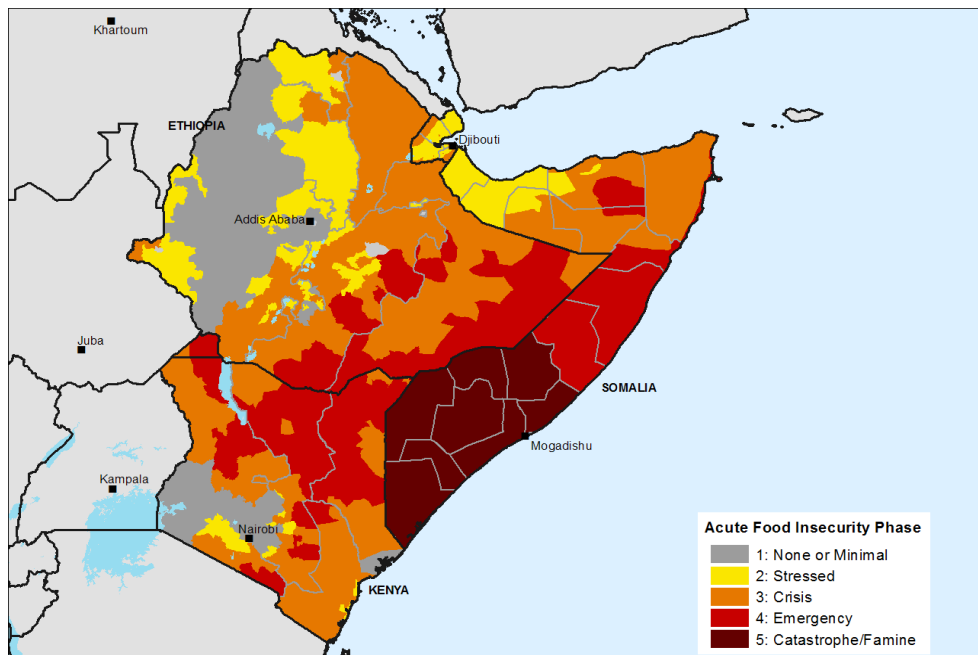 Khartoum
ETHIOPIA
Djibouti
Addis Ababa
Juba
SOMALIA
Mogadishu
Kampala
Nairobi
KENYA
Acute Food Insecurity Phase
1: None or Minimal
2: Stressed
3: Crisis
4: Emergency
5: Catastrophe/Famine